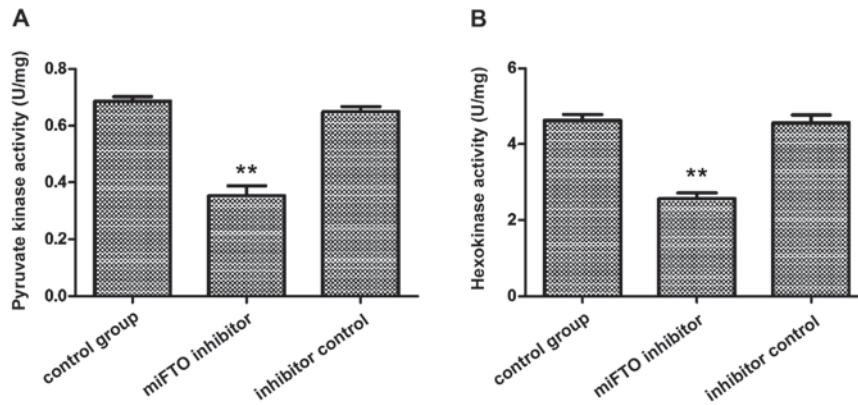 A
Pyruvate kinase activity (U/mg)
0.8
0.6
0.4
0.2
0.0
**
control group
miFTO inhibitor
inhibitor control
B
Hexokinase activity (U/mg)
6
4
2
0
**
control group
miFTO inhibitor
inhibitor control